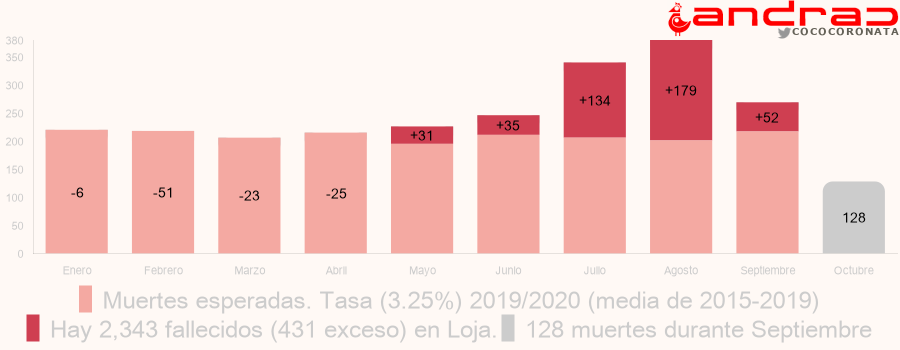 andrab
COCOCORONATA
380
350
300
250
200
150
100
50
0
-6
-51
-23
-25
+31
+35
+134
+179
+52
128
Enero
Febrero
Marzo
Abril
Mayo
Junio
Julio
Agosto
Septiembre
Octubre
Muertes esperadas. Tasa (3.25%) 2019/2020 (media de 2015-2019)
Hay 2,343 fallecidos (431 exceso) en Loja. 128 muertes durante Septiembre